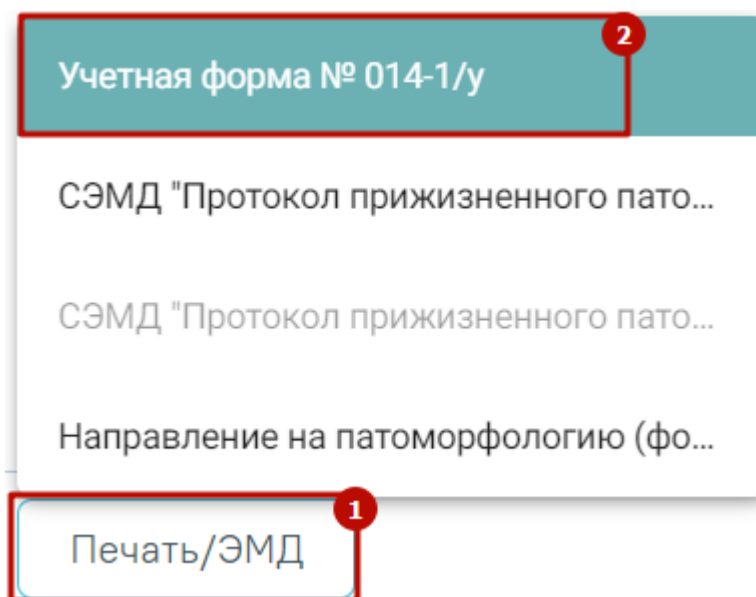 2
Учетная форма № 014-1/у
СЭМД "Протокол прижизненного пато...
СЭМД "Протокол прижизненного пато...
Направление на патоморфологию (фо...
1
Печать/ЭМД